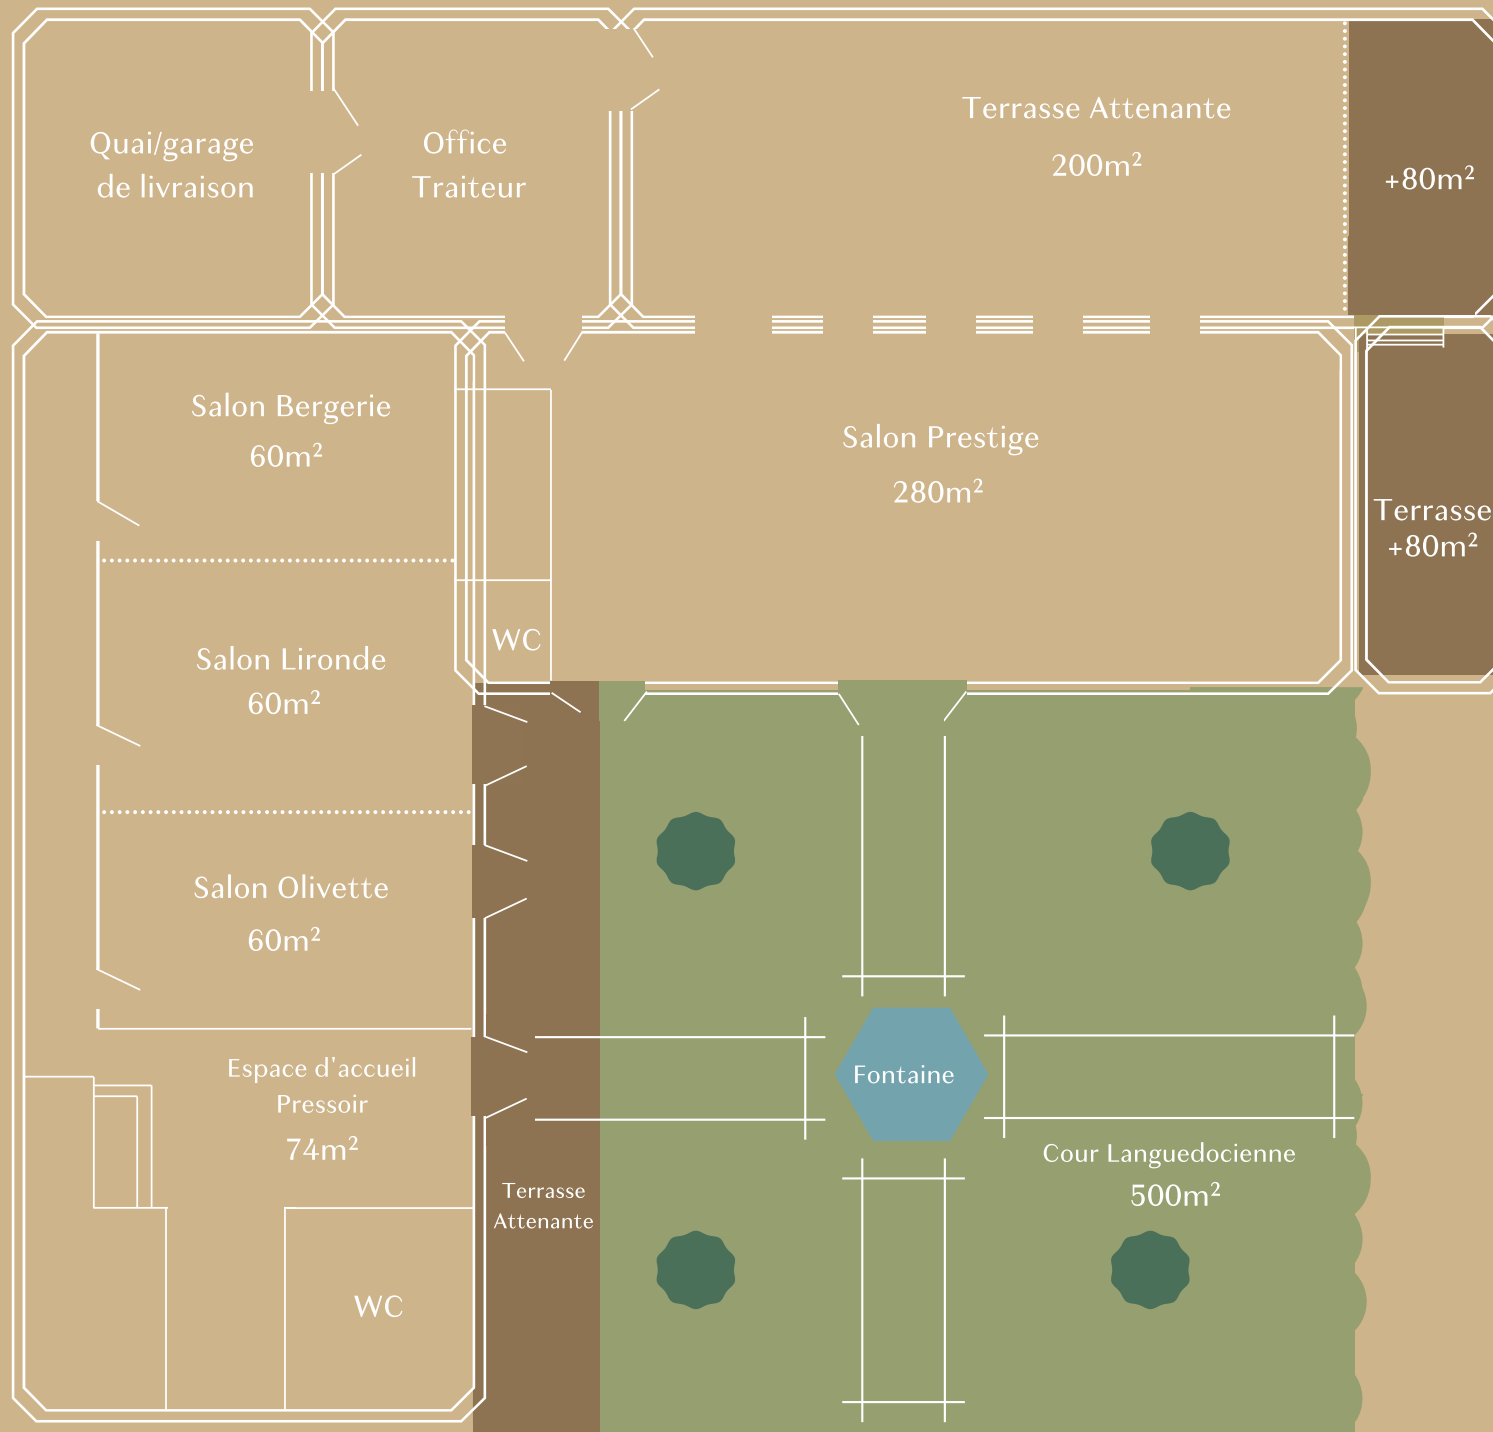 Quai/garage
de livraison
Office
Traiteur
Terrasse Attenante
200m²
+80m²
Salon Bergerie
60m²
Salon Prestige
280m²
Terrasse
+80m²
Salon Lironde
60m²
WC
Salon Olivette
60m²
Espace d'accueil
Pressoir
74m²
Fontaine
Cour Languedocienne
500m²
Terrasse
Attenante
WC